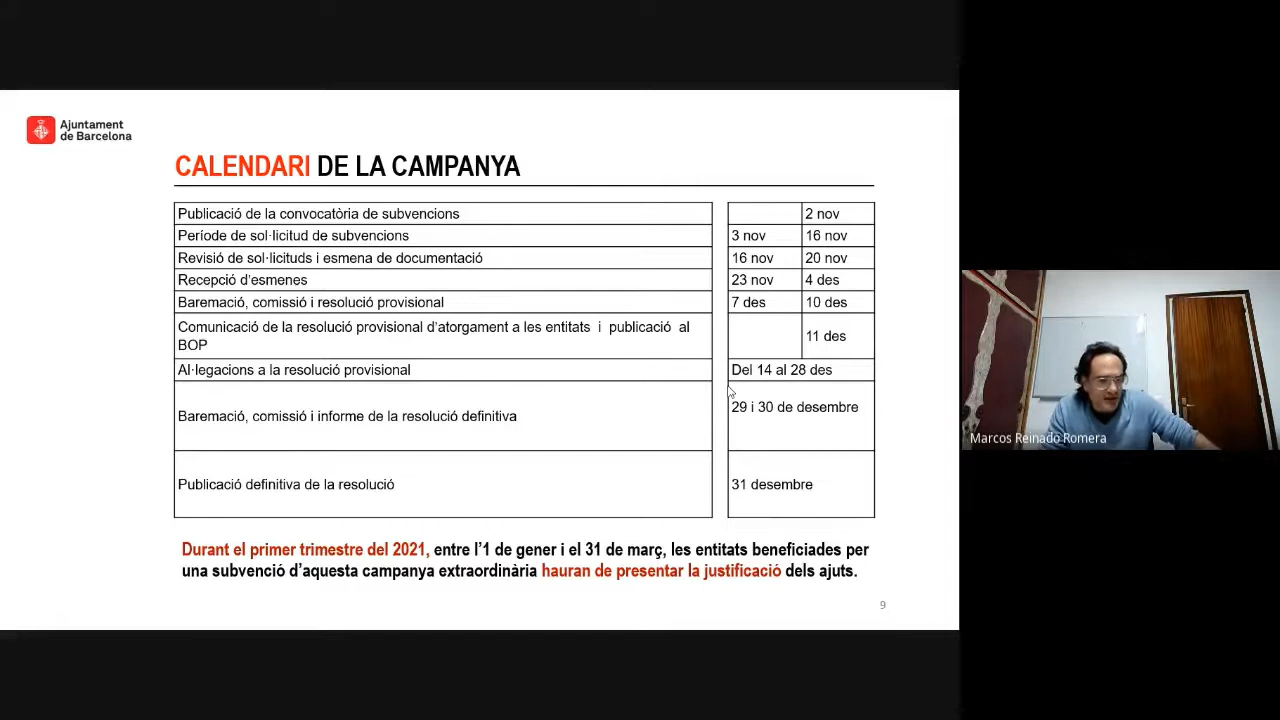 Ajuntament
de Barcelona
CALENDARI DE LA CAMPANYA
Publicació de la convocatòria de subvencions 2 nov
Període de sol·licitud de subvencions 3 nov 16 nov
Revisió de sol·licituds i esmena de documentació 16 nov 20 nov
Recepció d'esmenes 23 nov 4 des
Baremació, comissió i resolució provisional 7 des 10 des
Comunicació de la resolució provisional d'atorgament a les entitats i publicació al
BOP
11 des
Al·legacions a la resolució provisional Del 14 al 28 des
Baremació, comissió i informe de la resolució definitiva 29 i 30 de desembre
Publicació definitiva de la resolució 31 desembre
Durant el primer trimestre del 2021, entre l'1 de gener i el 31 de març, les entitats beneficiades per
una subvenció d'aquesta campanya extraordinària hauran de presentar la justificació dels ajuts.
9
Marcos Reinado Romera